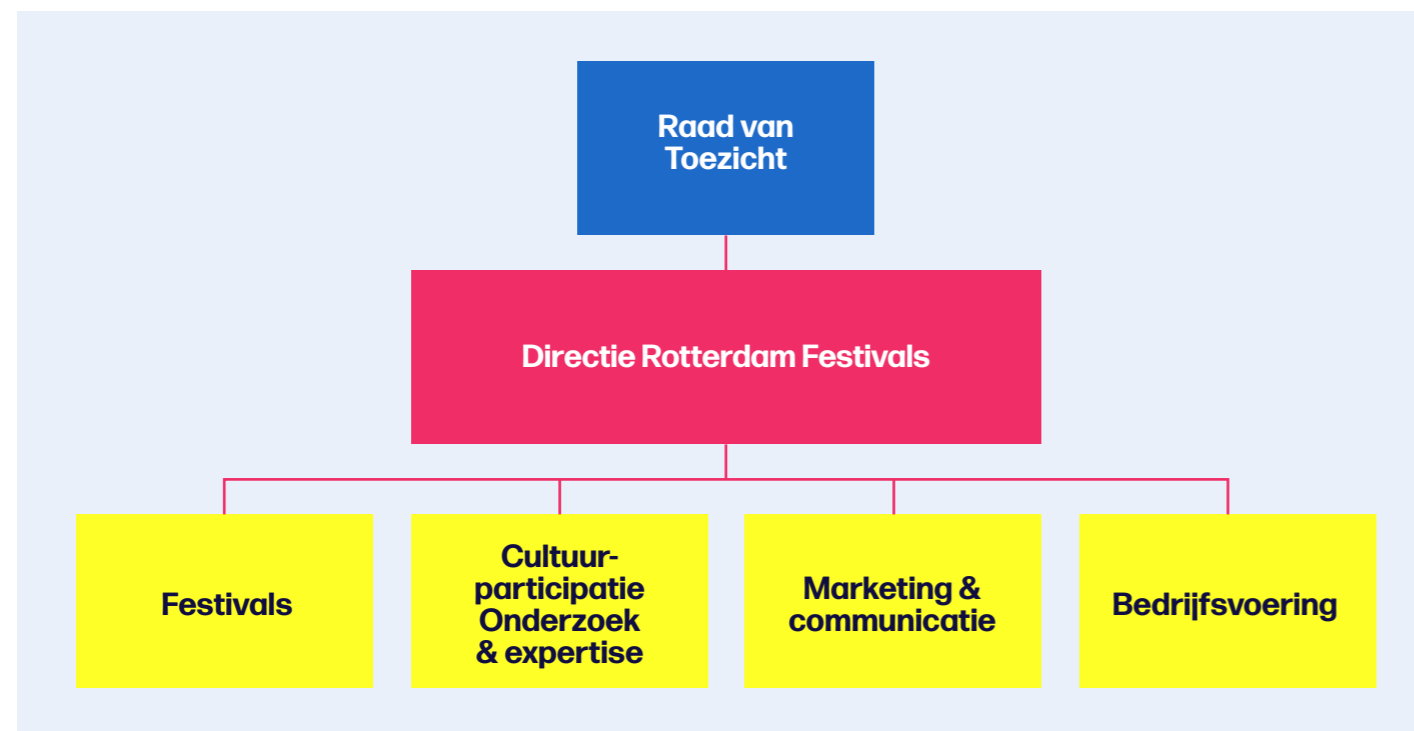 Raad van
Toezicht
Directie Rotterdam Festivals
Festivals
Cultuur-
participatie
Onderzoek
& expertise
Marketing &
communicatie
Bedrijfsvoering